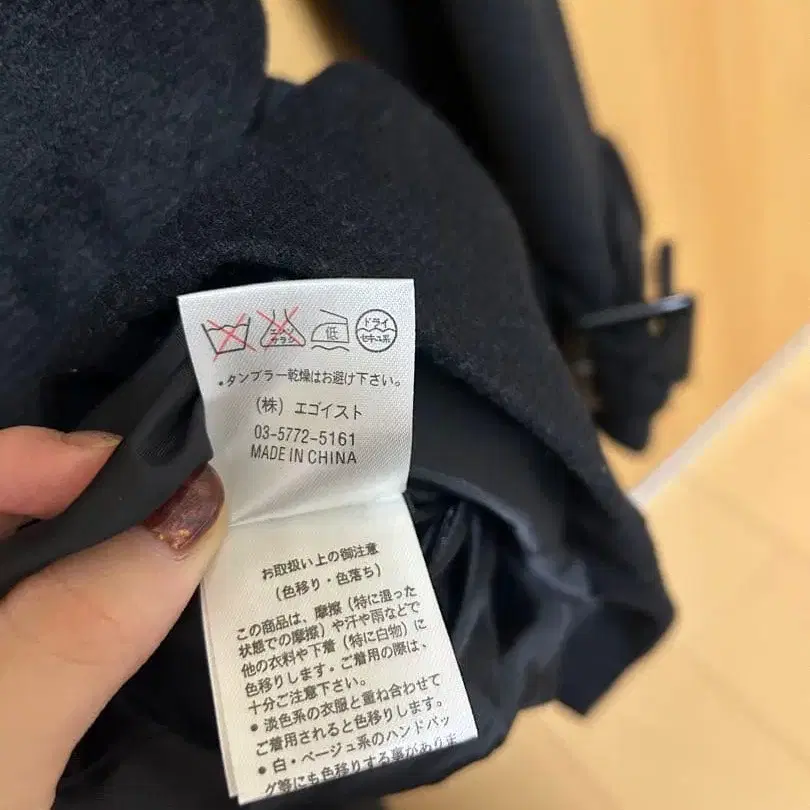 エンソ
サラシ
低
ドライ
セキユ系
・タンブラー乾燥はお避け下さい。
(株) エゴイスト
03-5772-5161
MADE IN CHINA
お取扱い上の御注意
(色移り・色落ち)
この商品は、摩擦(特に湿った
状態での摩擦)や汗や雨などで
他の衣料や下着(特に白物)に
色移りします。ご着用の際は、
十分ご注意下さい。
● 淡色系の衣服と重ね合わせて
ご着用されると色移りします。
● 白・ベージュ系のハンドバッ
グ等にも色移りする事がありま